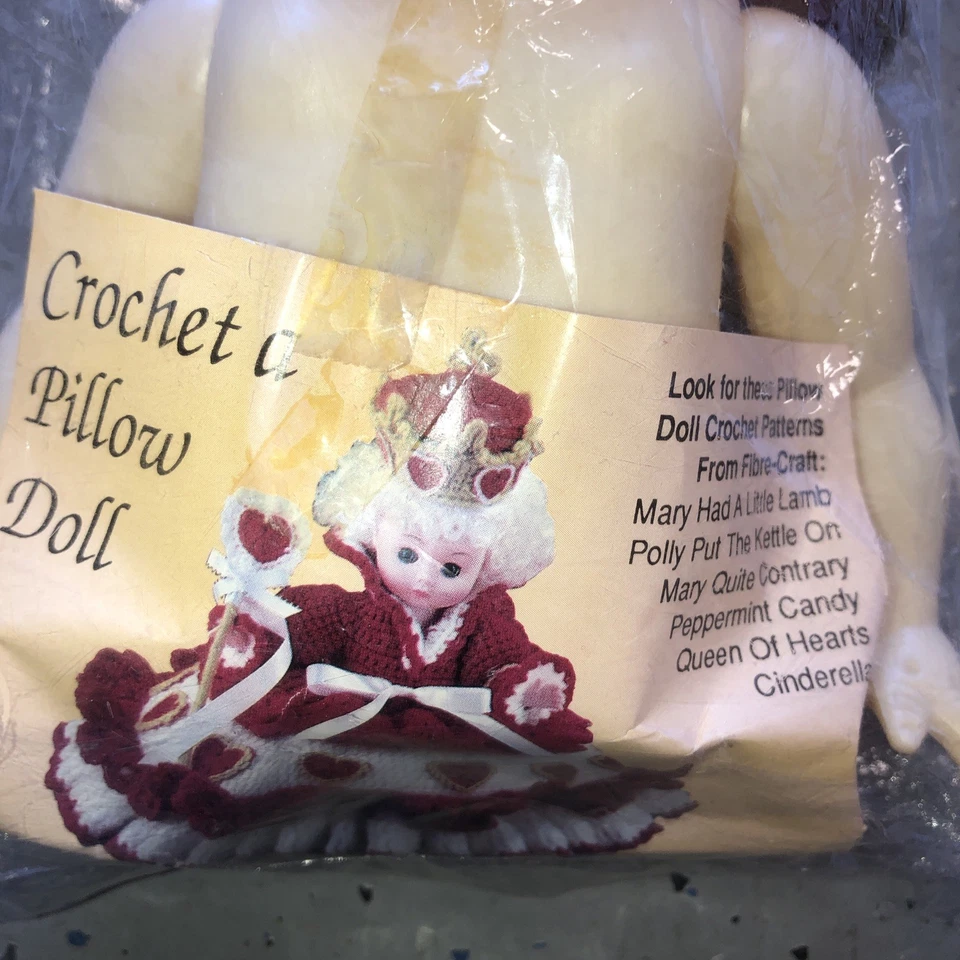 Crochet a
Pillow
Doll
Look for these Pillow
Doll Crochet Patterns
From Fibre-Craft:
Mary Had A Little Lamb
Polly Put The Kettle On
Mary Quite Contrary
Peppermint Candy
Queen Of Hearts
Cinderella